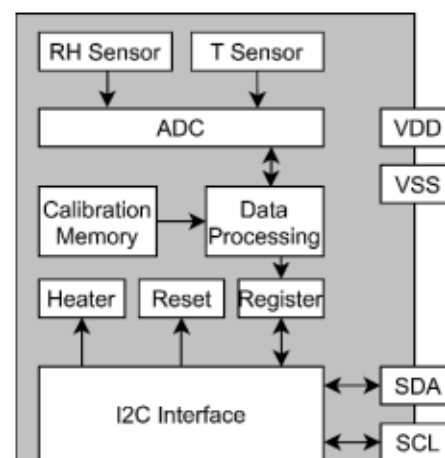 RH Sensor
T Sensor
ADC
VDD
VSS
Calibration
Memory
Data
Processing
Heater
Reset
Register
I2C Interface
SDA
SCL